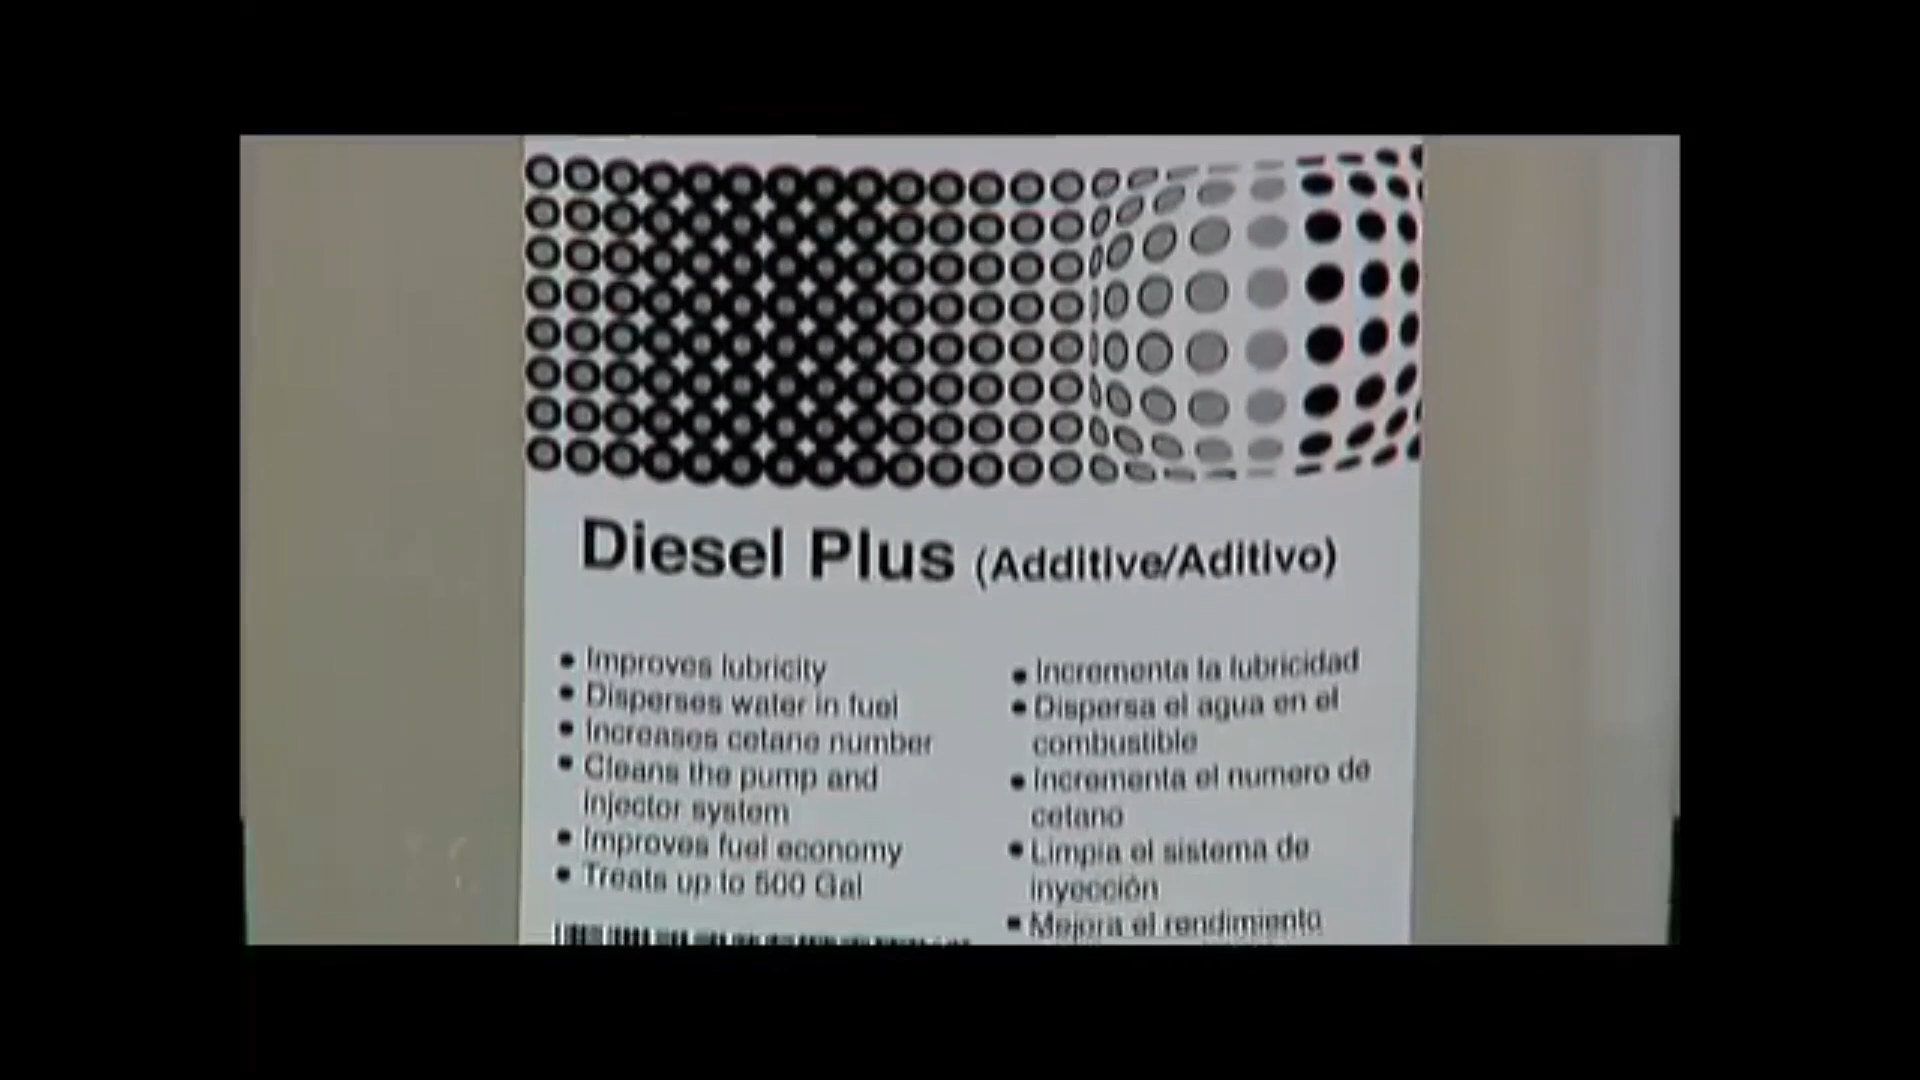 Diesel Plus (Additive/Aditivo)
• Improves lubricity
• Disperses water in fuel
• Increases cetane number
• Cleans the pump and
injector system
• Improves fuel economy
• Treats up to 500 Gal
• Incrementa la lubricidad
• Dispersa el agua en el
combustible
• Incrementa el numero de
cetano
• Limpia el sistema de
inyección
• Mejora el rendimiento